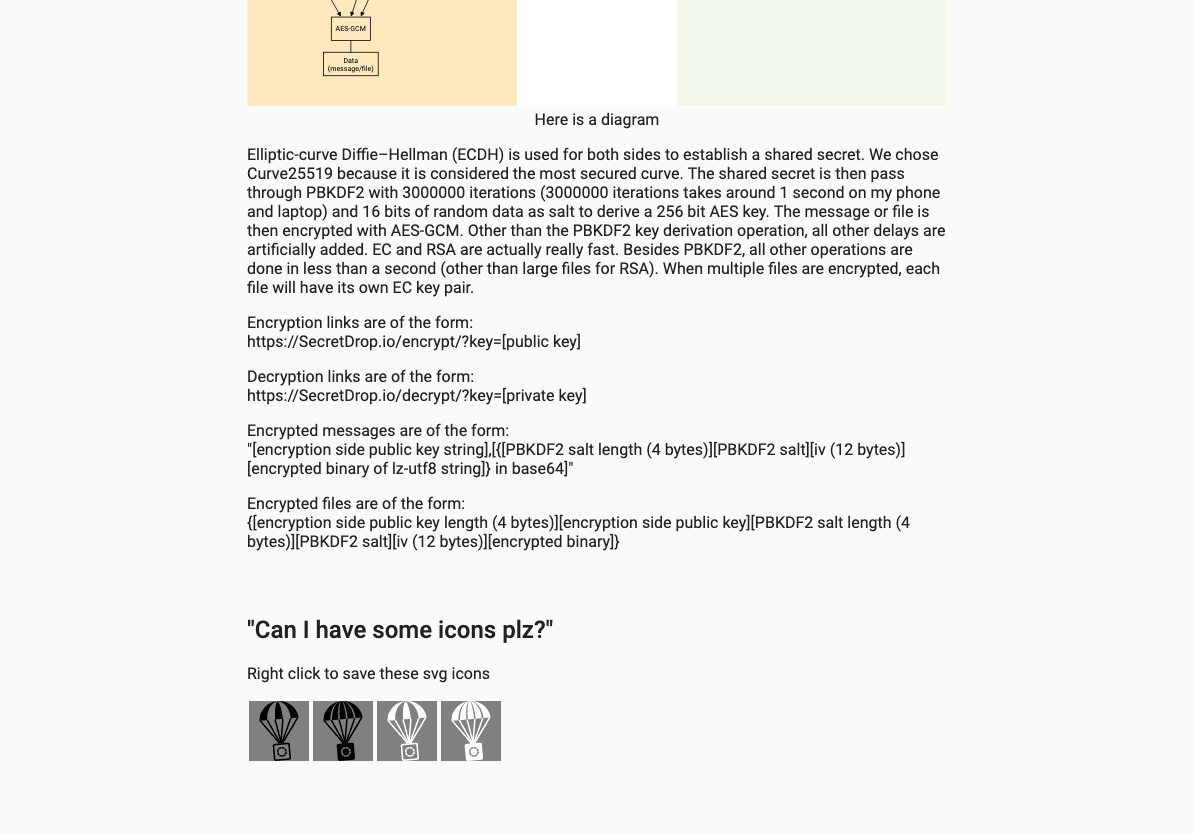 AES-GCM
Data
(message/file)
Here is a diagram
Elliptic-curve Diffie–Hellman (ECDH) is used for both sides to establish a shared secret. We chose
Curve25519 because it is considered the most secured curve. The shared secret is then pass
through PBKDF2 with 3000000 iterations (3000000 iterations takes around 1 second on my phone
and laptop) and 16 bits of random data as salt to derive a 256 bit AES key. The message or file is
then encrypted with AES-GCM. Other than the PBKDF2 key derivation operation, all other delays are
artificially added. EC and RSA are actually really fast. Besides PBKDF2, all other operations are
done in less than a second (other than large files for RSA). When multiple files are encrypted, each
file will have its own EC key pair.
Encryption links are of the form:
https://SecretDrop.io/encrypt/?key=[public key]
Decryption links are of the form:
https://SecretDrop.io/decrypt/?key=[private key]
Encrypted messages are of the form:
"[encryption side public key string],[{[PBKDF2 salt length (4 bytes)][PBKDF2 salt][iv (12 bytes)]
[encrypted binary of lz-utf8 string]} in base64]"
Encrypted files are of the form:
{[encryption side public key length (4 bytes)][encryption side public key][PBKDF2 salt length (4
bytes)][PBKDF2 salt][iv (12 bytes)][encrypted binary]}
"Can I have some icons plz?"
Right click to save these svg icons